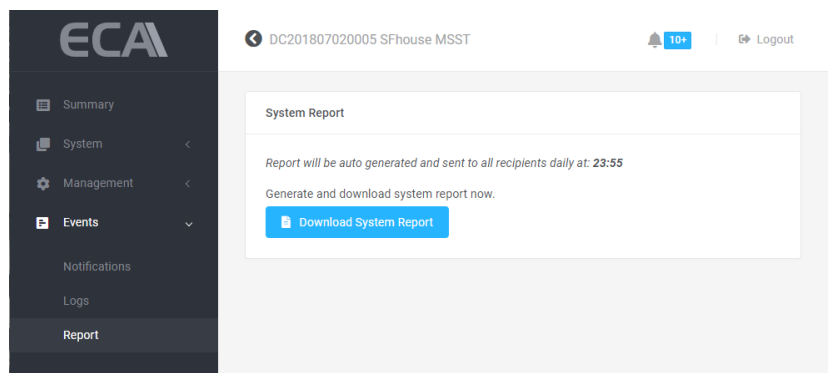 ECA
DC201807020005 SFhouse MSST
10+
Logout
Summary
System
Management
Events
Notifications
Logs
Report
System Report
Report will be auto generated and sent to all recipients daily at: 23:55
Generate and download system report now.
Download System Report